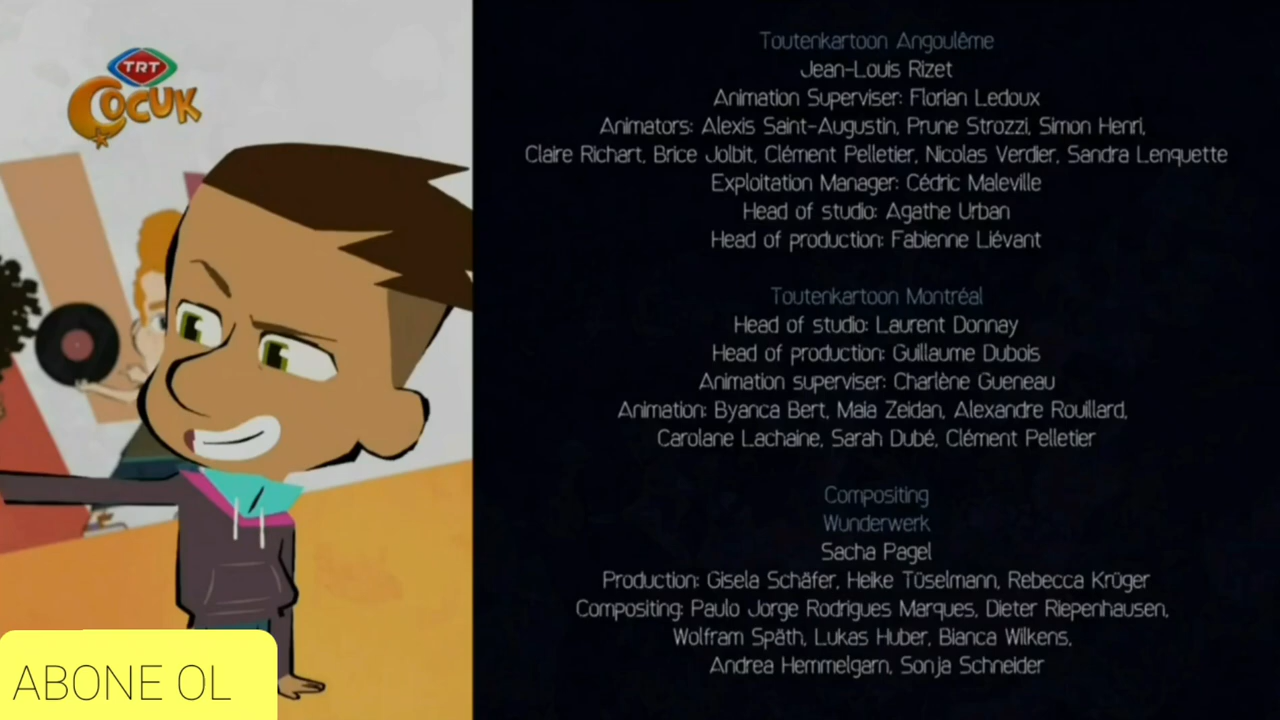 TRT
ÇOCUK
Toutenkartoon Angoulême
Jean-Louis Rizet
Animation Superviser: Florian Ledoux
Animators: Alexis Saint-Augustin, Prune Strozzi, Simon Henri,
Claire Richart, Brice Jolbit, Clément Pelletier, Nicolas Verdier, Sandra Lenquette
Exploitation Manager: Cédric Maleville
Head of studio: Agathe Urban
Head of production: Fabienne Liévant
Toutenkartoon Montréal
Head of studio: Laurent Donnay
Head of production: Guillaume Dubois
Animation superviser: Charlène Gueneau
Animation: Byanca Bert, Maia Zeidan, Alexandre Rouillard,
Carolane Lachaine, Sarah Dubé, Clément Pelletier
Compositing
Wunderwerk
Sacha Pagel
Production: Gisela Schäfer, Heike Tüselmann, Rebecca Krüger
Compositing: Paulo Jorge Rodrigues Marques, Dieter Riepenhausen,
Wolfram Späth, Lukas Huber, Bianca Wilkens,
Andrea Hemmelgarn, Sonja Schneider
ABONE OL